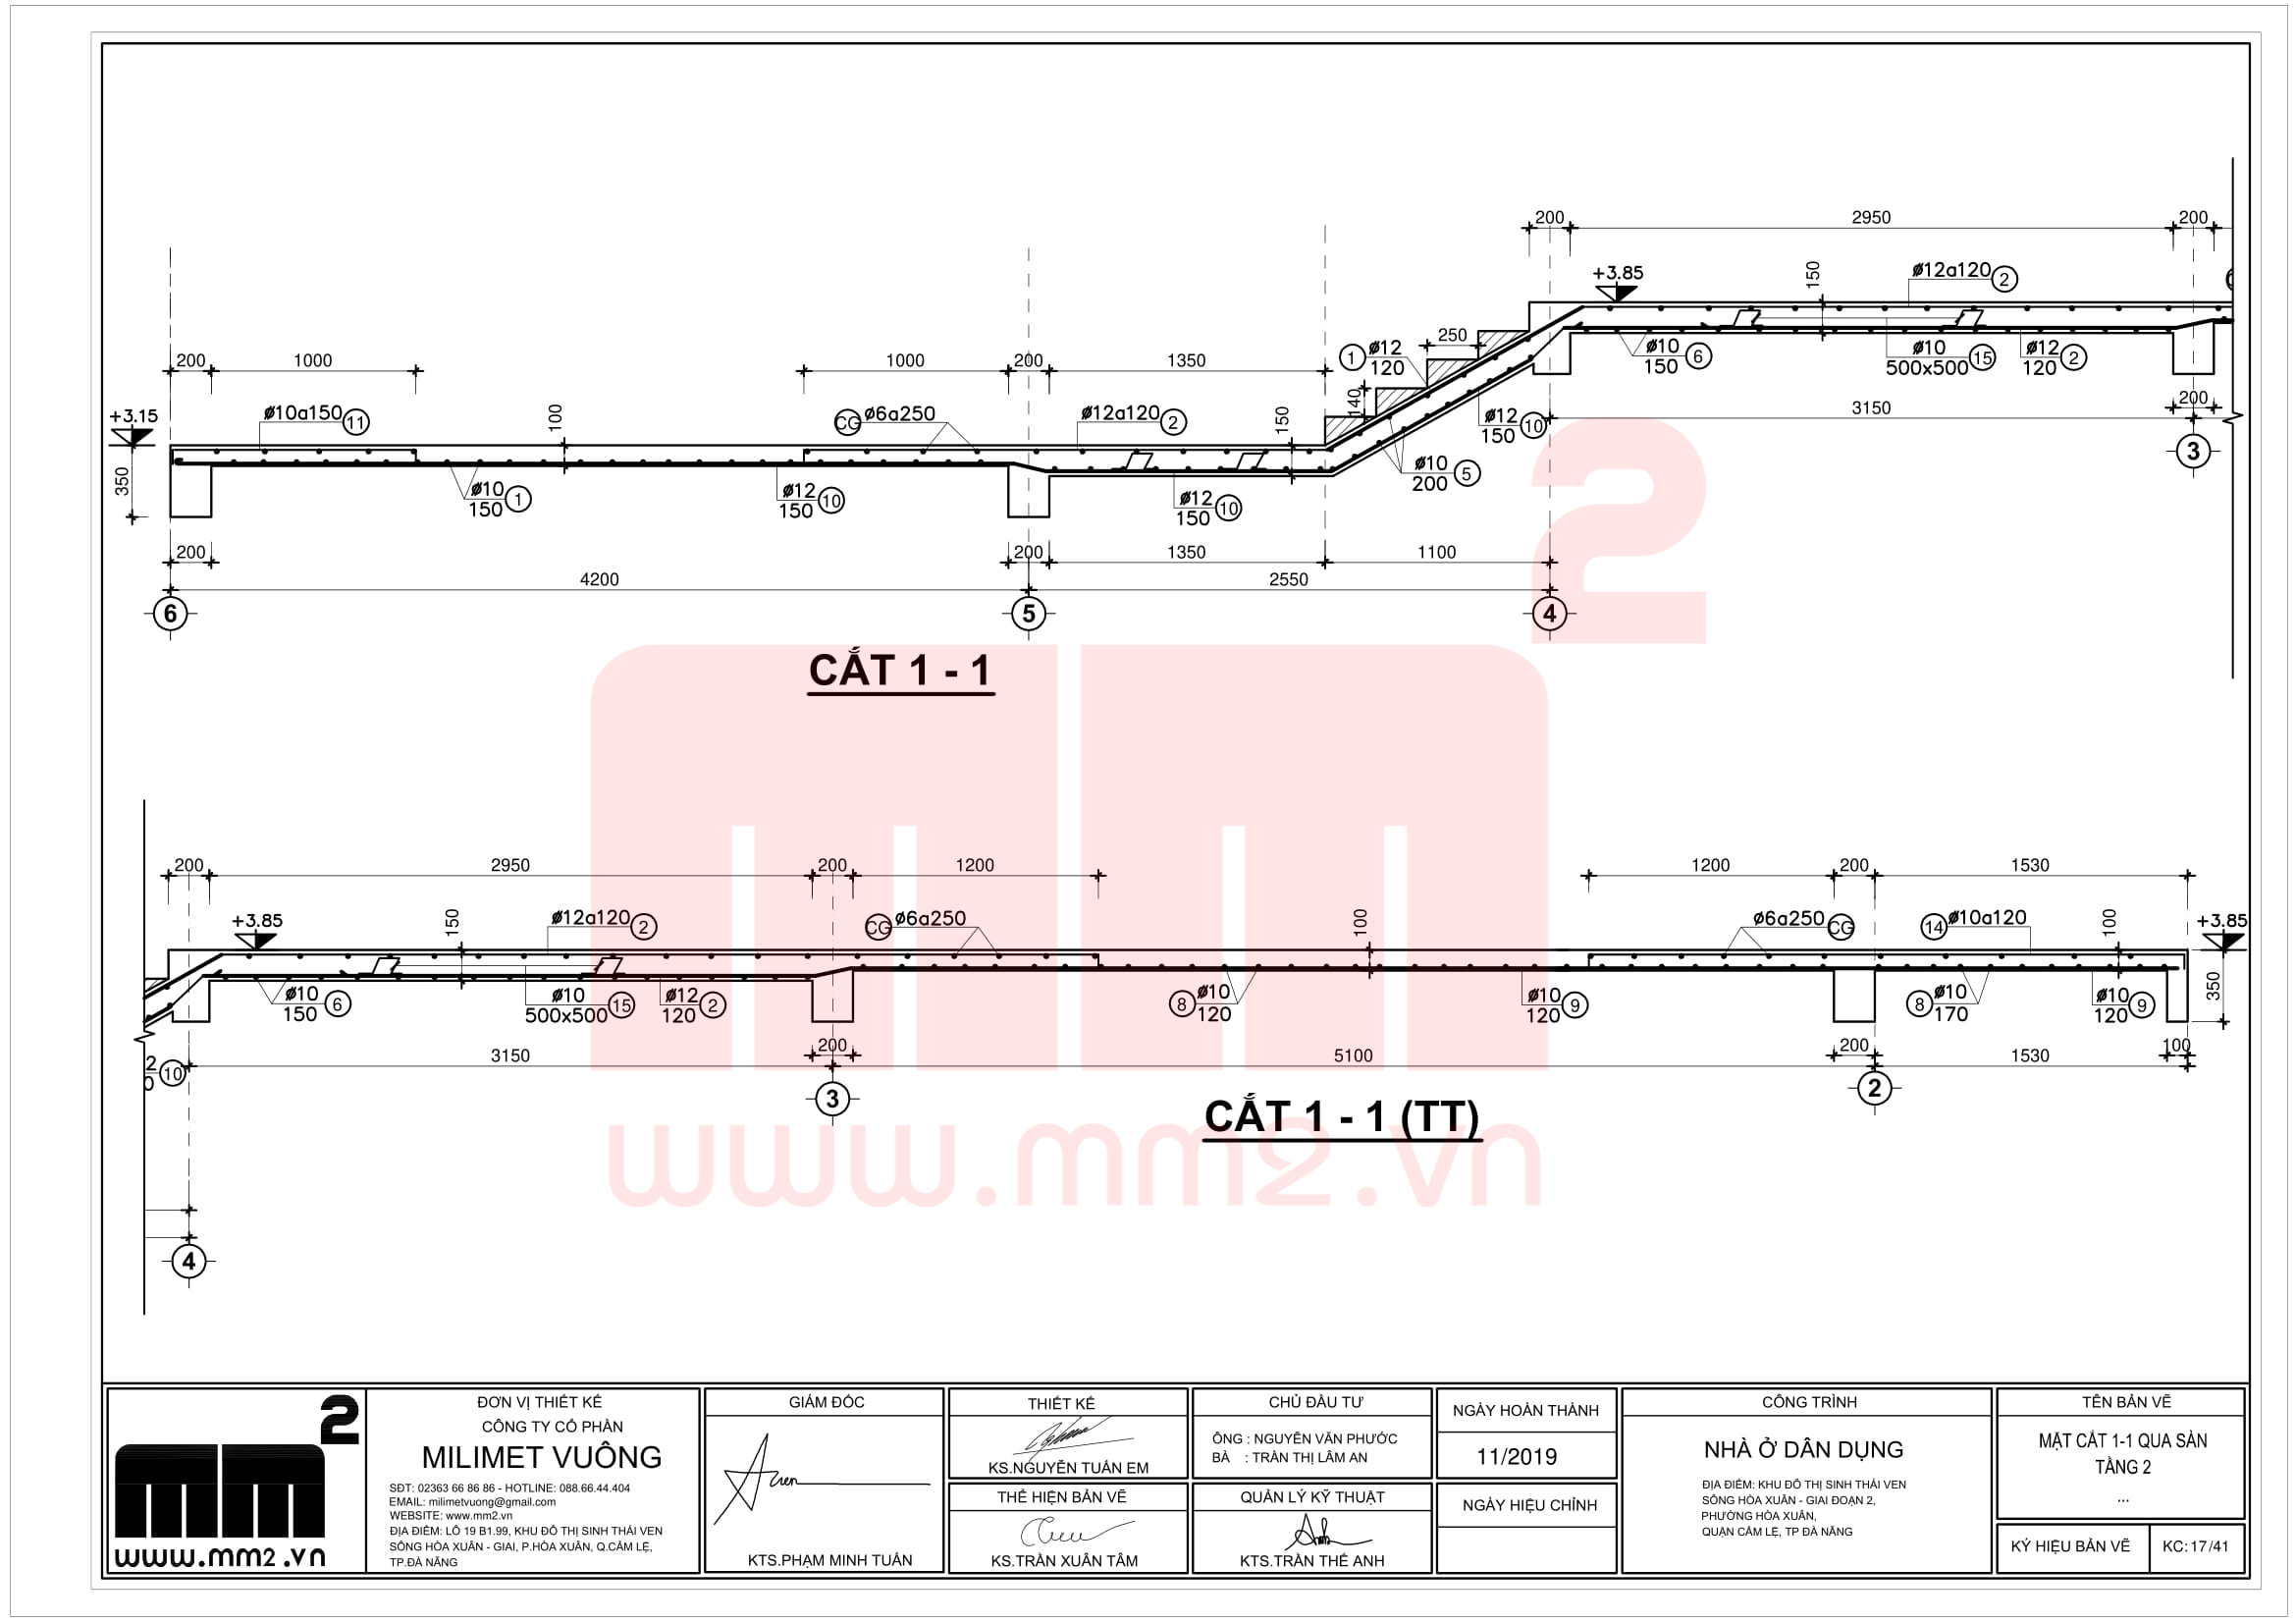 200
2950
200
+3.85
150
Ø12a120 2
250
1 Ø12
120
Ø10
150 6
Ø10
500x500 15
Ø12
120 2
200
1000
1000
200
1350
140
200
3150
3
+3.15
Ø10a150 11
100
CG Ø6a250
Ø12a120 2
150
Ø12
150 10
350
Ø10
150 1
Ø12
150 10
Ø12
150 10
Ø10
200 5
200
200
1350
1100
4200
2550
6
5
4
CẮT 1 - 1
2
200
2950
200
1200
1200
200
1530
+3.85
150
Ø12a120 2
CG Ø6a250
100
Ø6a250 CG
14 Ø10a120
100
+3.85
Ø10
150 6
Ø10
500x500 15
Ø12
120 2
8 Ø10
120
Ø10
120 9
8 Ø10
170
Ø10
120 9
350
2
0 10
3150
200
5100
200
1530
100
3
2
4
CẮT 1 - 1 (TT)
www.mm2.vn
mm2
www.mm2.vn
ĐƠN VỊ THIẾT KẾ
CÔNG TY CỔ PHẦN
MILIMET VUÔNG
SĐT: 02363 66 86 86 - HOTLINE: 088.66.44.404
EMAIL: milimetvuong@gmail.com
WEBSITE: www.mm2.vn
ĐỊA ĐIỂM: LÔ 19 B1.99, KHU ĐÔ THỊ SINH THÁI VEN
SÔNG HÒA XUÂN - GIAI, P.HÒA XUÂN, Q.CẨM LỆ,
TP.ĐÀ NẴNG
GIÁM ĐỐC
KTS.PHẠM MINH TUẤN
THIẾT KẾ
KS.NGUYỄN TUẤN EM
THỂ HIỆN BẢN VẼ
KS.TRẦN XUÂN TÂM
CHỦ ĐẦU TƯ
ÔNG : NGUYỄN VĂN PHƯỚC
BÀ : TRẦN THỊ LÂM AN
QUẢN LÝ KỸ THUẬT
KTS.TRẦN THẾ ANH
NGÀY HOÀN THÀNH
11/2019
NGÀY HIỆU CHỈNH
CÔNG TRÌNH
NHÀ Ở DÂN DỤNG
ĐỊA ĐIỂM: KHU ĐÔ THỊ SINH THÁI VEN
SÔNG HÒA XUÂN - GIAI ĐOẠN 2,
PHƯỜNG HÒA XUÂN,
QUẬN CẨM LỆ, TP ĐÀ NẴNG
TÊN BẢN VẼ
MẶT CẮT 1-1 QUA SÀN
TẦNG 2
...
KÝ HIỆU BẢN VẼ
KC: 17/41